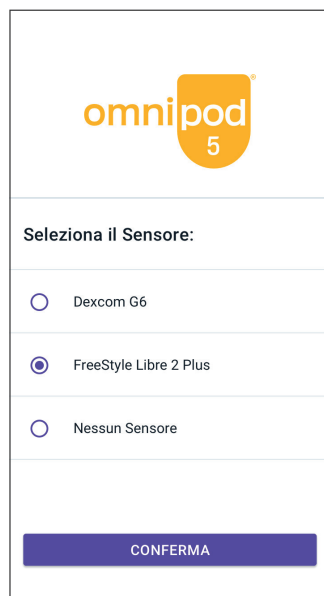 omnipod®
5
Seleziona il Sensore:
Dexcom G6
FreeStyle Libre 2 Plus
Nessun Sensore
CONFERMA